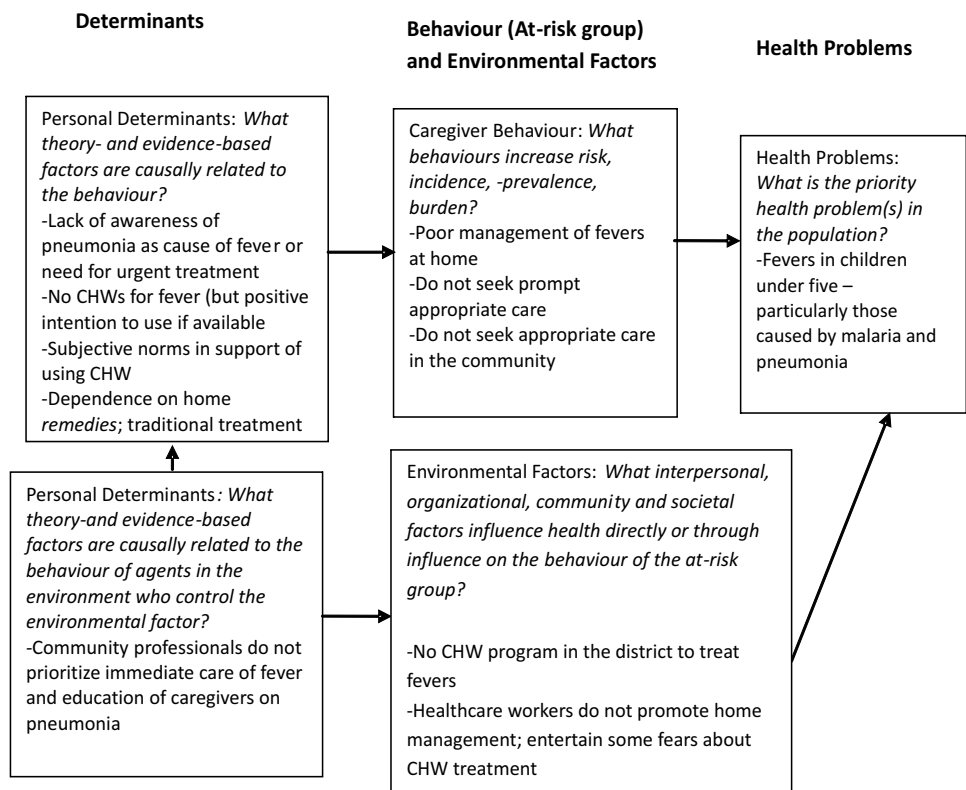 Determinants
Behaviour (At-risk group)
and Environmental Factors
Health Problems
Personal Determinants: What
theory- and evidence-based
factors are causally related to
the behaviour?
-Lack of awareness of
pneumonia as cause of fever or
need for urgent treatment
-No CHWs for fever (but positive
intention to use if available
-Subjective norms in support of
using CHW
-Dependence on home
remedies; traditional treatment
Caregiver Behaviour: What
behaviours increase risk,
incidence, -prevalence,
burden?
-Poor management of fevers
at home
-Do not seek prompt
appropriate care
-Do not seek appropriate care
in the community
Health Problems:
What is the priority
health problem(s) in
the population?
-Fevers in children
under five –
particularly those
caused by malaria and
pneumonia
Personal Determinants: What
theory-and evidence-based
factors are causally related to the
behaviour of agents in the
environment who control the
environmental factor?
-Community professionals do not
prioritize immediate care of fever
and education of caregivers on
pneumonia
Environmental Factors: What interpersonal,
organizational, community and societal
factors influence health directly or through
influence on the behaviour of the at-risk
group?
-No CHW program in the district to treat
fevers
-Healthcare workers do not promote home
management; entertain some fears about
CHW treatment